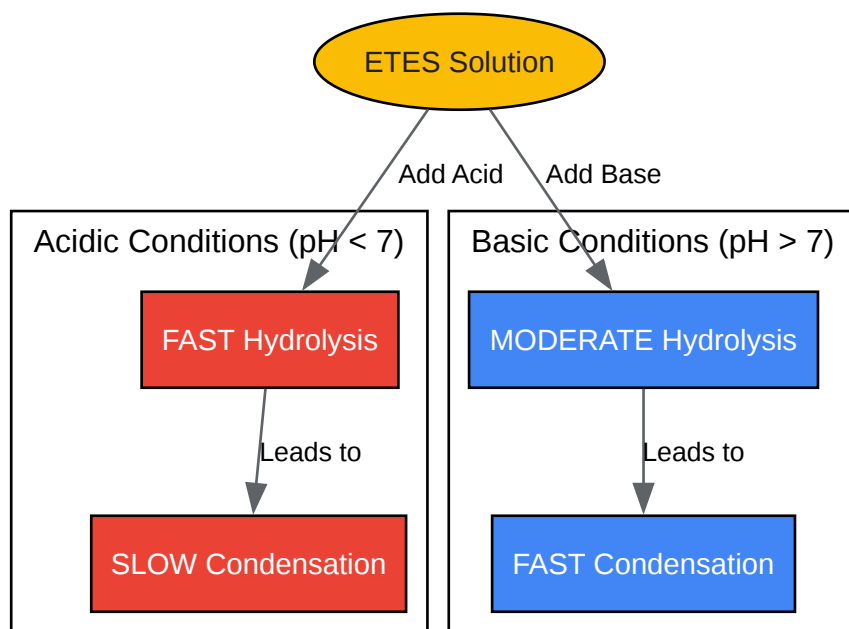 ETES Solution
Add Acid
Add Base
Acidic Conditions (pH < 7)
Basic Conditions (pH > 7)
FAST Hydrolysis
MODERATE Hydrolysis
Leads to
Leads to
SLOW Condensation
FAST Condensation